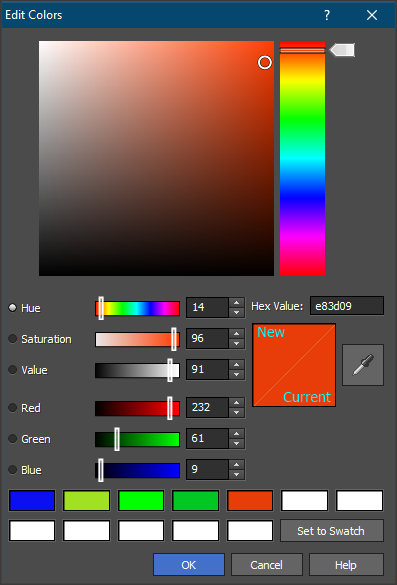 Edit Colors ?
Hue 14 Hex Value: e83d09
Saturation 96
Value 91
New
Current
Red 232
Green 61
Blue 9
Set to Swatch
OK Cancel Help